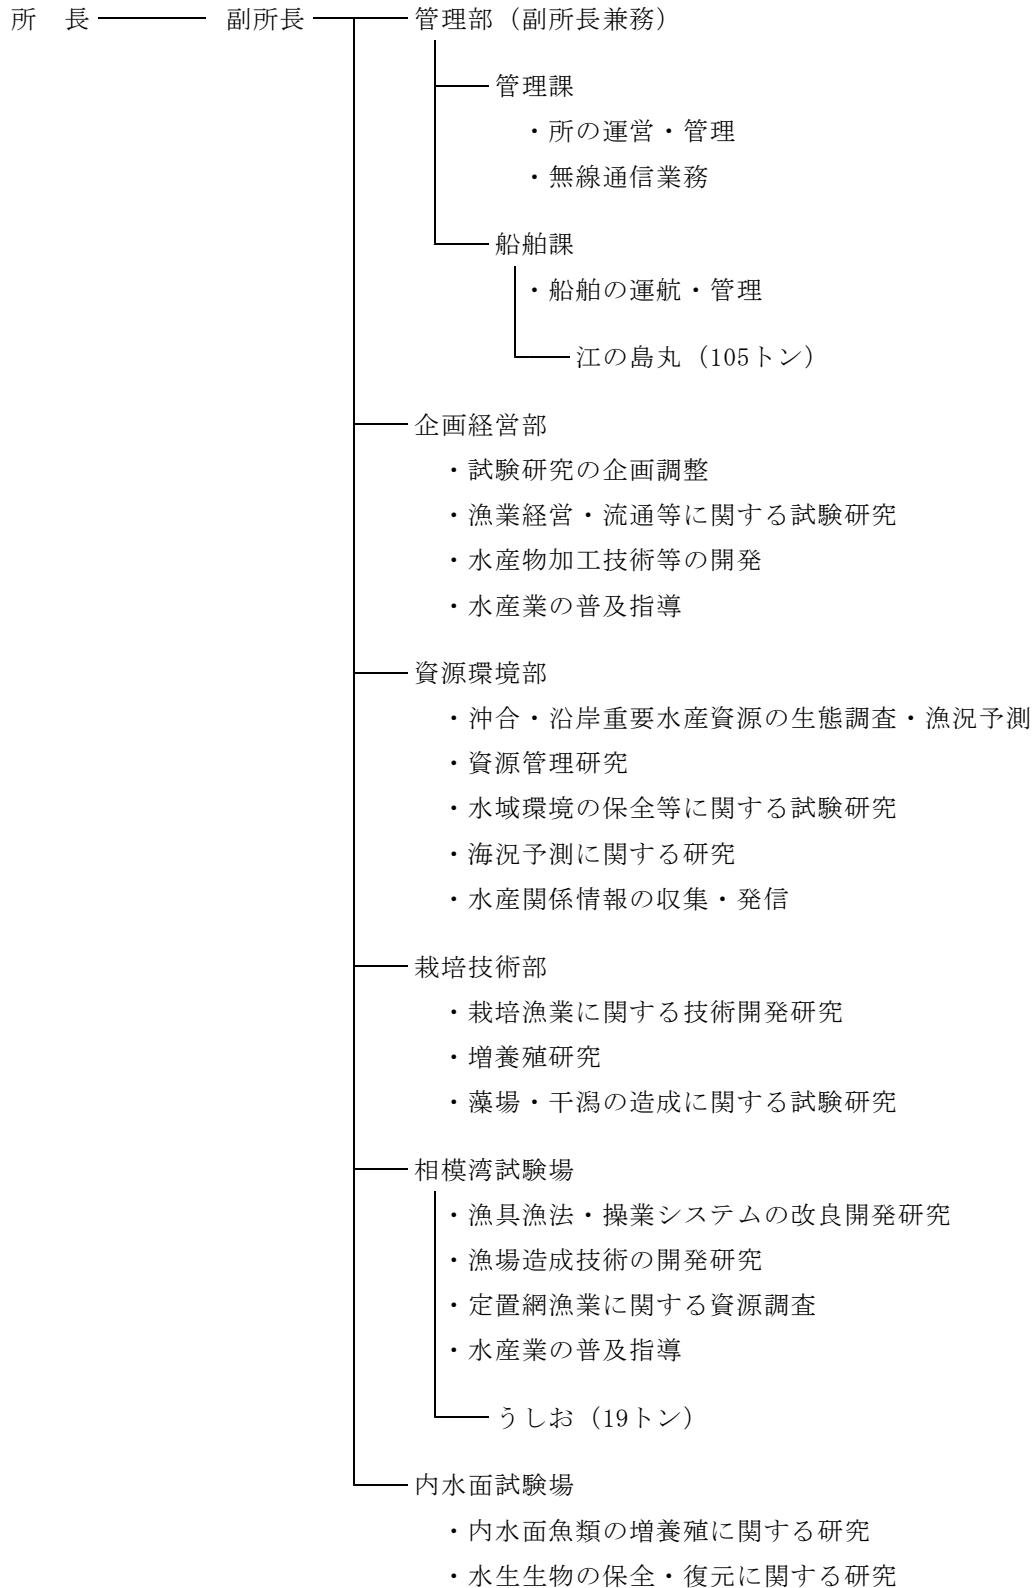 所　長 副所長 管理部（副所長兼務）
管理課
・所の運営・管理
・無線通信業務
船舶課
・船舶の運航・管理
江の島丸（105トン）
企画経営部
・試験研究の企画調整
・漁業経営・流通等に関する試験研究
・水産物加工技術等の開発
・水産業の普及指導
資源環境部
・沖合・沿岸重要水産資源の生態調査・漁況予測
・資源管理研究
・水域環境の保全等に関する試験研究
・海況予測に関する研究
・水産関係情報の収集・発信
栽培技術部
・栽培漁業に関する技術開発研究
・増養殖研究
・藻場・干潟の造成に関する試験研究
相模湾試験場
・漁具漁法・操業システムの改良開発研究
・漁場造成技術の開発研究
・定置網漁業に関する資源調査
・水産業の普及指導
うしお（19トン）
内水面試験場
・内水面魚類の増養殖に関する研究
・水生生物の保全・復元に関する研究